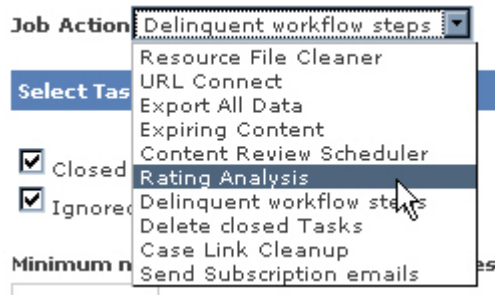 Job Action Delinquent workflow steps
Resource File Cleaner
Select Tas
URL Connect
Export All Data
Expiring Content
Closed
Content Review Scheduler
Rating Analysis
Ignored
Delinquent workflow steps
Delete closed Tasks
Case Link Cleanup
Minimum n
Send Subscription emails